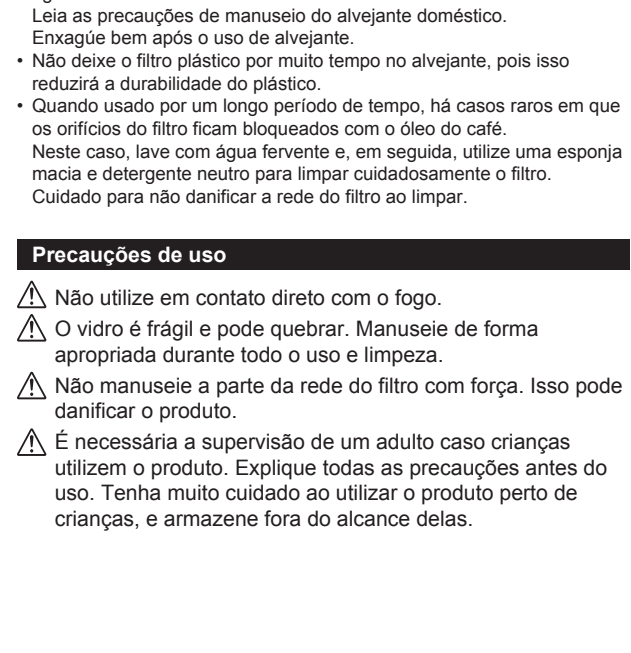 Leia as precauções de manuseio do alvejante doméstico.
Enxagúe bem após o uso de alvejante.
• Não deixe o filtro plástico por muito tempo no alvejante, pois isso
reduzirá a durabilidade do plástico.
• Quando usado por um longo período de tempo, há casos raros em que
os orifícios do filtro ficam bloqueados com o óleo do café.
Neste caso, lave com água fervente e, em seguida, utilize uma esponja
macia e detergente neutro para limpar cuidadosamente o filtro.
Cuidado para não danificar a rede do filtro ao limpar.
Precauções de uso
Não utilize em contato direto com o fogo.
O vidro é frágil e pode quebrar. Manuseie de forma
apropriada durante todo o uso e limpeza.
Não manuseie a parte da rede do filtro com força. Isso pode
danificar o produto.
É necessária a supervisão de um adulto caso crianças
utilizem o produto. Explique todas as precauções antes do
uso. Tenha muito cuidado ao utilizar o produto perto de
crianças, e armazene fora do alcance delas.